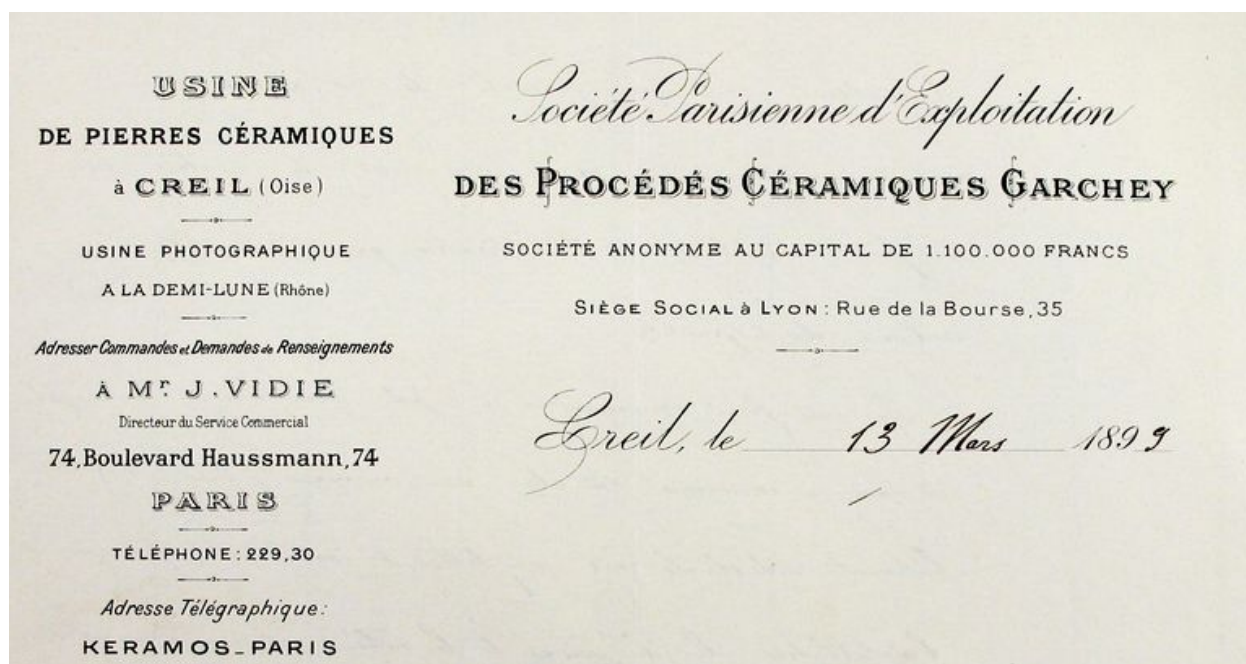 USINE
DE PIERRES CÉRAMIQUES
à CREIL (Oise)
USINE PHOTOGRAPHIQUE
A LA DEMI-LUNE (Rhône)
Adresser Commandes et Demandes de Renseignements
À Mr. J. VIDIE
Directeur du Service Commercial
74, Boulevard Haussmann, 74
PARIS
TÉLÉPHONE: 229,30
Adresse Télégraphique:
KERAMOS_PARIS
Société Parisienne d'Exploitation
DES PROCÉDÉS CÉRAMIQUES GARCHEY
SOCIÉTÉ ANONYME AU CAPITAL DE 1.100.000 FRANCS
SIÈGE SOCIAL à LYON: Rue de la Bourse, 35
Creil, le 13 Mars 1899